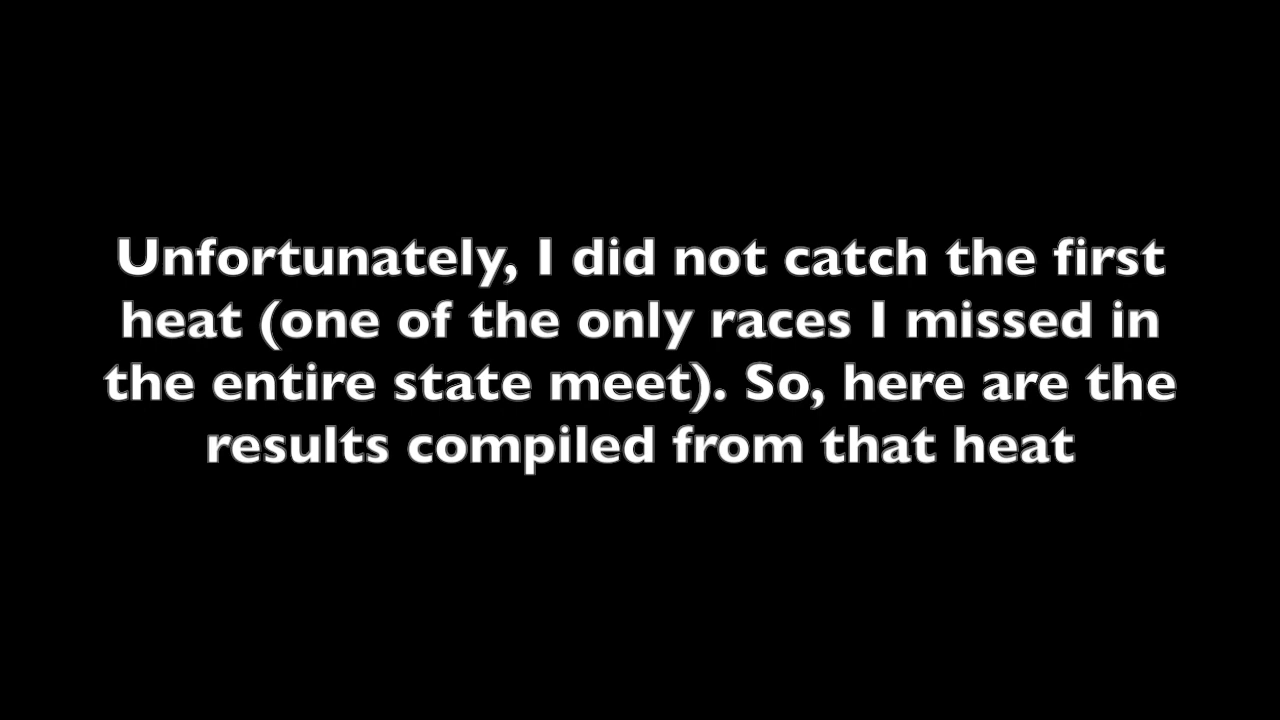 Unfortunately, I did not catch the first
heat (one of the only races I missed in
the entire state meet). So, here are the
results compiled from that heat